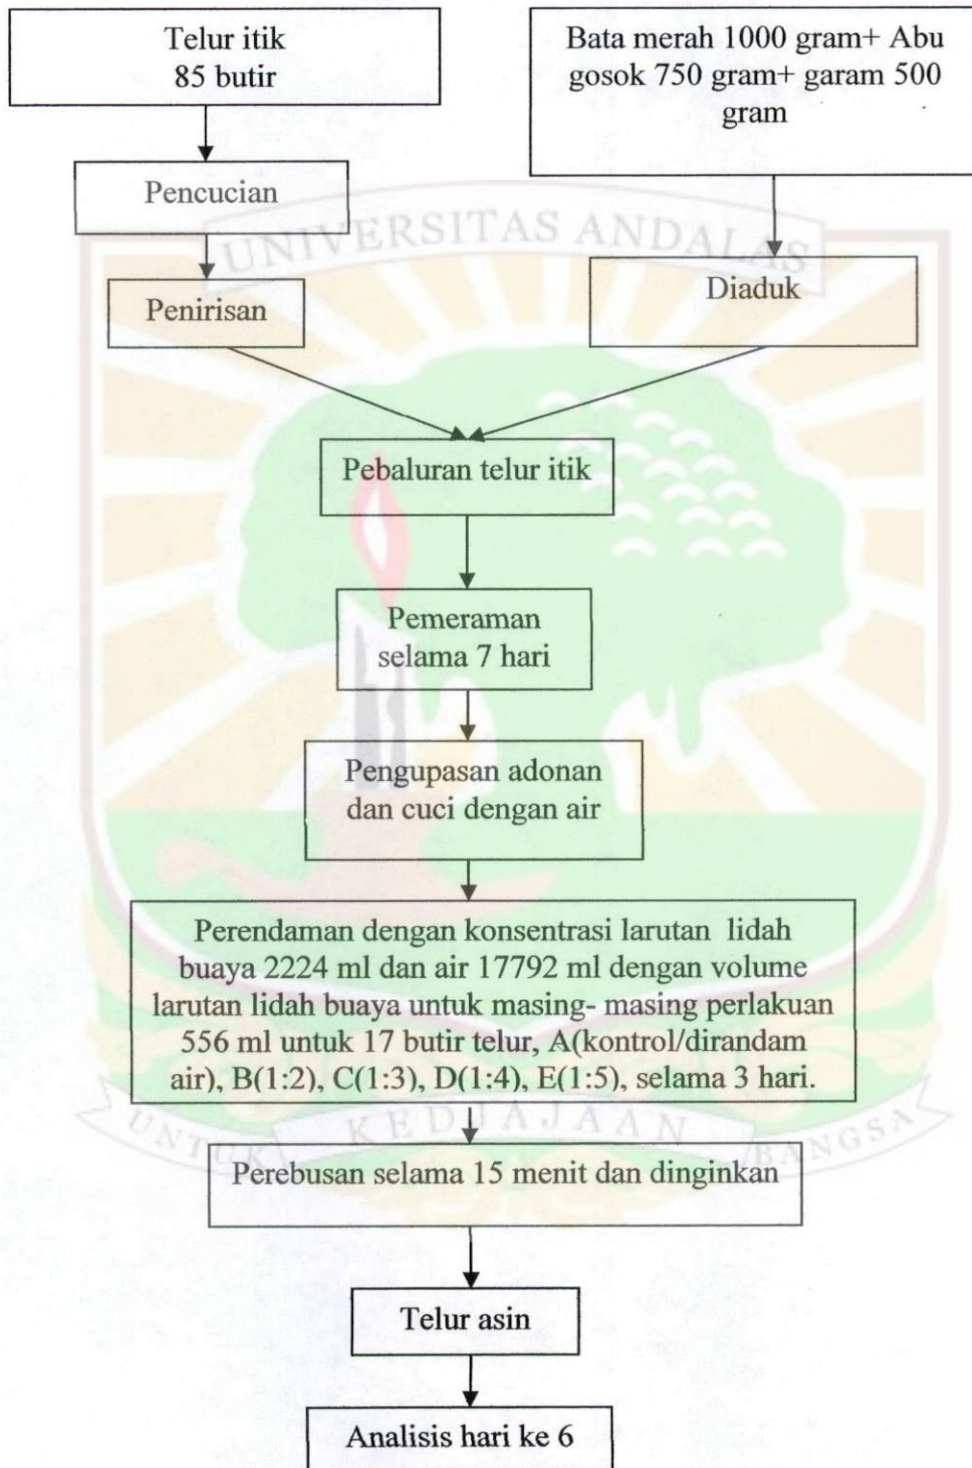 Telur itik
85 butir
Bata merah 1000 gram+ Abu
gosok 750 gram+ garam 500
gram
Pencucian
UNIVERSITAS ANDALAS
Penirisan
Diaduk
Pebaluran telur itik
Pemeraman
selama 7 hari
Pengupasan adonan
dan cuci dengan air
Perendaman dengan konsentrasi larutan lidah
buaya 2224 ml dan air 17792 ml dengan volume
larutan lidah buaya untuk masing- masing perlakuan
556 ml untuk 17 butir telur, A(kontrol/dirandam
air), B(1:2), C(1:3), D(1:4), E(1:5), selama 3 hari.
UNTUK KEDJAJAAN BANGSA
Perebusan selama 15 menit dan dinginkan
Telur asin
Analisis hari ke 6